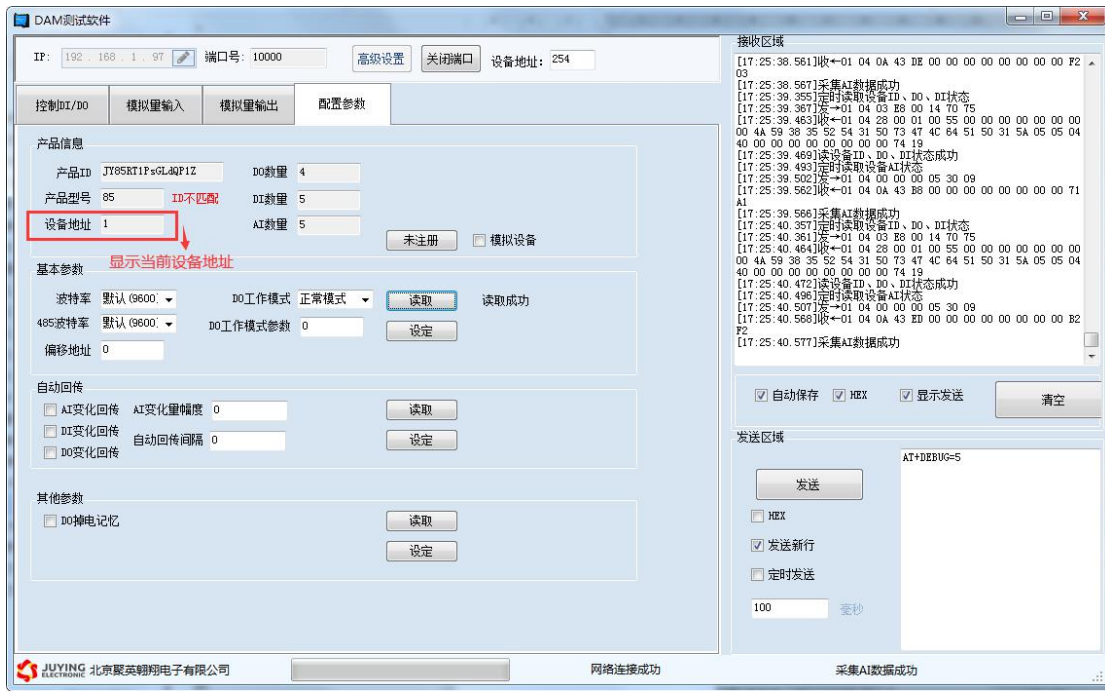 DAM测试软件
IP: 192 . 168 . 1 . 97 端口号: 10000 高级设置 关闭端口 设备地址: 254
控制DI/DO 模拟量输入 模拟量输出 配置参数
产品信息
产品ID JY85RT1PsGLdQP1Z DO数量 4
产品型号 85 ID不匹配 DI数量 5
设备地址 1 AI数量 5
未注册 模拟设备
显示当前设备地址
基本参数
波特率 默认(9600) DO工作模式 正常模式 读取 读取成功
485波特率 默认(9600) DO工作模式参数 0 设定
偏移地址 0
自动回传
AI变化回传 AI变化量幅度 0 读取
DI变化回传 自动回传间隔 0 设定
DO变化回传
其他参数
DO掉电记忆 读取
设定
接收区域
[17:25:38.561]收←01 04 0A 43 DE 00 00 00 00 00 00 00 00 F2
03
[17:25:38.567]采集AI数据成功
[17:25:39.355]定时读取设备ID、DO、DI状态
[17:25:39.367]发→01 04 03 E8 00 14 70 75
[17:25:39.463]收←01 04 28 00 01 00 55 00 00 00 00 00 00
00 4A 59 38 35 52 54 31 50 73 47 4C 64 51 50 31 5A 05 05 04
40 00 00 00 00 00 00 00 00 74 19
[17:25:39.469]读设备ID、DO、DI状态成功
[17:25:39.493]定时读取设备AI状态
[17:25:39.502]发→01 04 00 00 00 05 30 09
[17:25:39.562]收←01 04 0A 43 B8 00 00 00 00 00 00 00 00 71
A1
[17:25:39.566]采集AI数据成功
[17:25:40.357]定时读取设备ID、DO、DI状态
[17:25:40.361]发→01 04 03 E8 00 14 70 75
[17:25:40.464]收←01 04 28 00 01 00 55 00 00 00 00 00 00
00 4A 59 38 35 52 54 31 50 73 47 4C 64 51 50 31 5A 05 05 04
40 00 00 00 00 00 00 00 00 74 19
[17:25:40.472]读设备ID、DO、DI状态成功
[17:25:40.496]定时读取设备AI状态
[17:25:40.507]发→01 04 00 00 00 05 30 09
[17:25:40.568]收←01 04 0A 43 ED 00 00 00 00 00 00 00 00 B2
F2
[17:25:40.577]采集AI数据成功
自动保存 HEX 显示发送 清空
发送区域
AT+DEBUG=5
发送
HEX
发送新行
定时发送
100 毫秒
JUYING ELECTRONIC 北京聚英翱翔电子有限公司 网络连接成功 采集AI数据成功